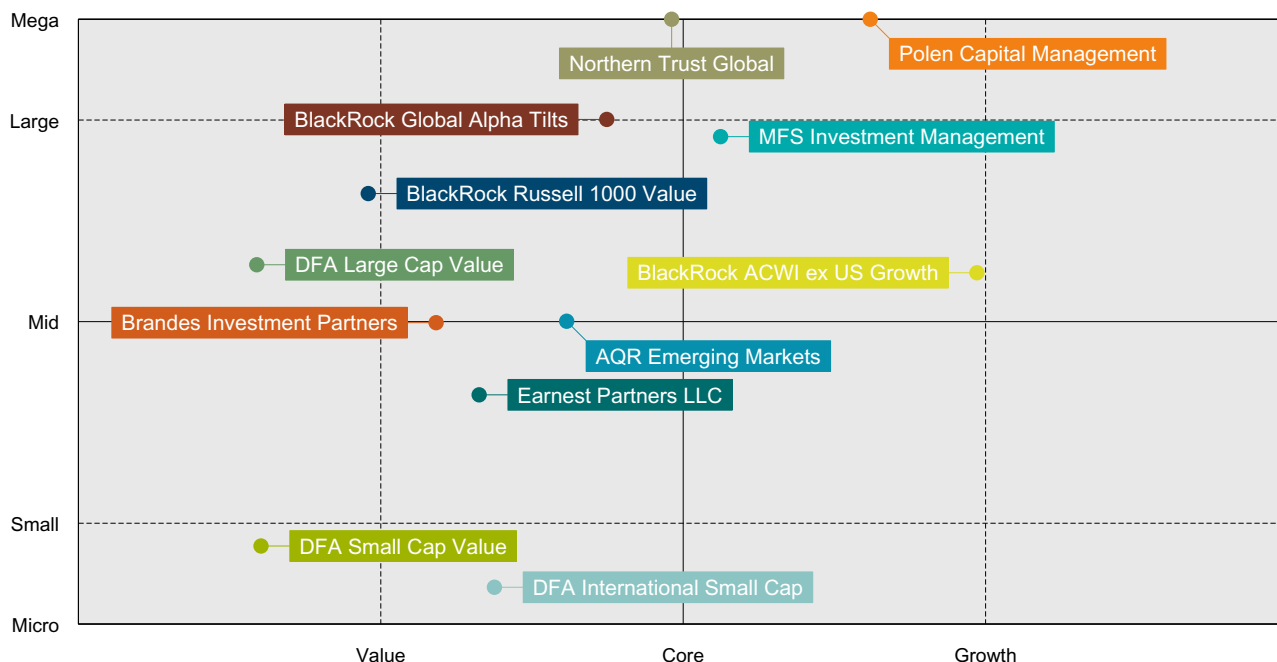 Mega
Northern Trust Global
Polen Capital Management
Large
BlackRock Global Alpha Tilts
MFS Investment Management
BlackRock Russell 1000 Value
DFA Large Cap Value
BlackRock ACWI ex US Growth
Mid
Brandes Investment Partners
AQR Emerging Markets
Earnest Partners LLC
Small
DFA Small Cap Value
DFA International Small Cap
Micro
Value
Core
Growth